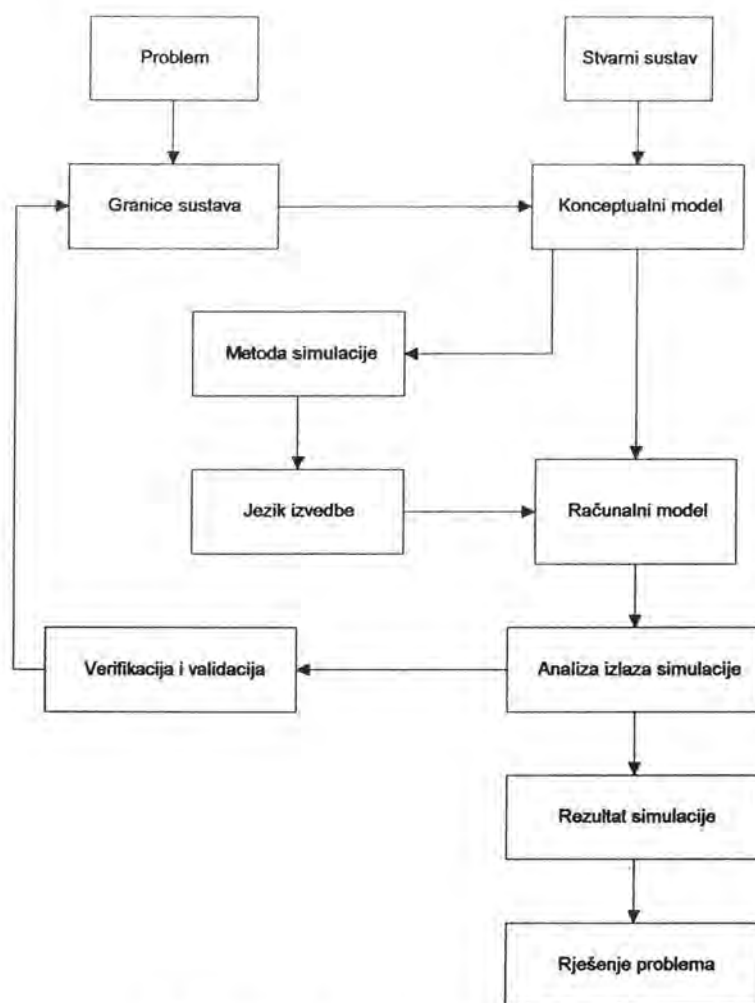 Problem
Stvarni sustav
Granice sustava
Konceptualni model
Metoda simulacije
Jezik izvedbe
Računalni model
Verifikacija i validacija
Analiza izlaza simulacije
Rezultat simulacije
Rješenje problema